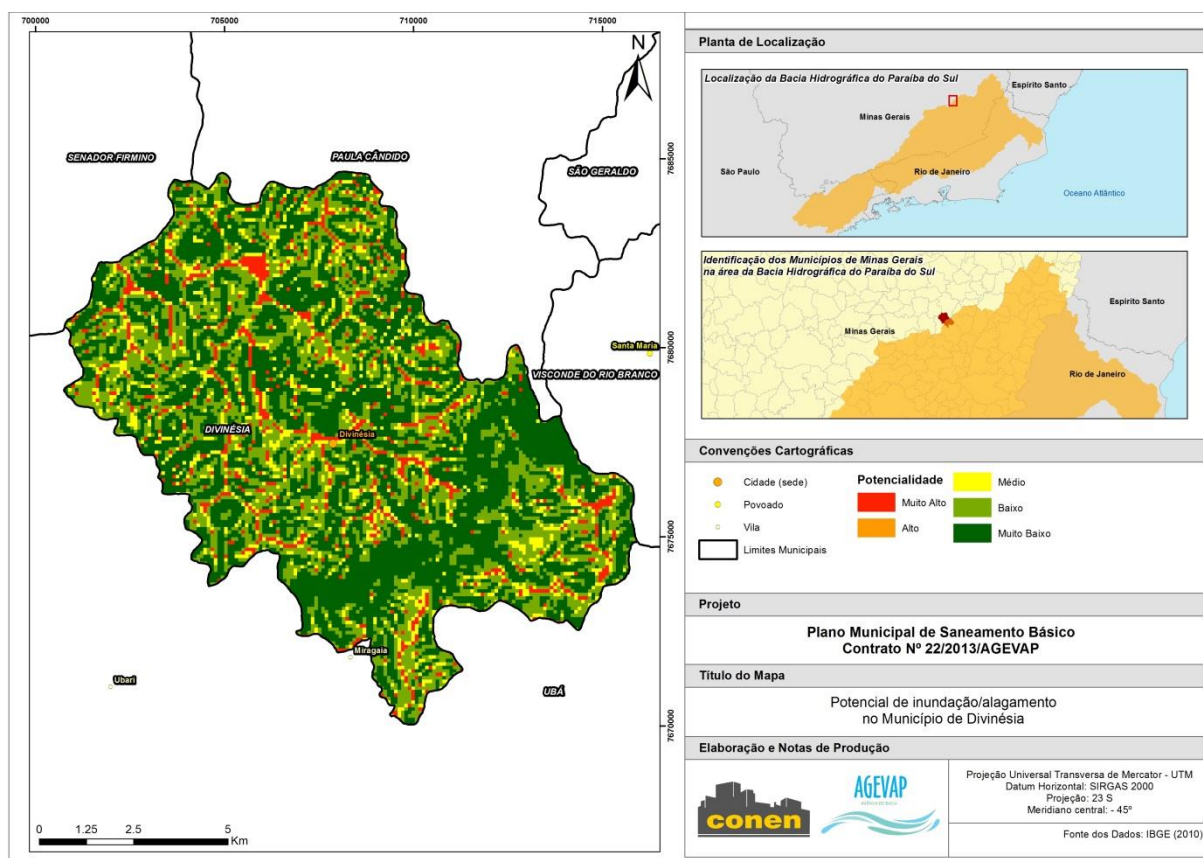 700000
705000
710000
715000
N
SENADOR FIRMINO
PAULA CÂNDIDO
SÃO GERALDO
7685000
Santa Maria
7680000
VISCONDE DO RIO BRANCO
DIVINÉSIA
Divinésia
7675000
Miragaia
Ubari
UBÁ
7670000
0 1.25 2.5 5
Km
Planta de Localização
Localização da Bacia Hidrográfica do Paraíba do Sul
Espírito Santo
Minas Gerais
São Paulo
Rio de Janeiro
Oceano Atlântico
Identificação dos Municípios de Minas Gerais
na área da Bacia Hidrográfica do Paraíba do Sul
Espírito Santo
Minas Gerais
Rio de Janeiro
Convenções Cartográficas
Cidade (sede)
Povoado
Vila
Limites Municipais
Potencialidade
Muito Alto
Alto
Médio
Baixo
Muito Baixo
Projeto
Plano Municipal de Saneamento Básico
Contrato Nº 22/2013/AGEVAP
Título do Mapa
Potencial de inundação/alagamento
no Município de Divinésia
Elaboração e Notas de Produção
conen
AGEVAP
AGÊNCIA DE BACIA
Projeção Universal Transversa de Mercator - UTM
Datum Horizontal: SIRGAS 2000
Projeção: 23 S
Meridiano central: - 45º
Fonte dos Dados: IBGE (2010)